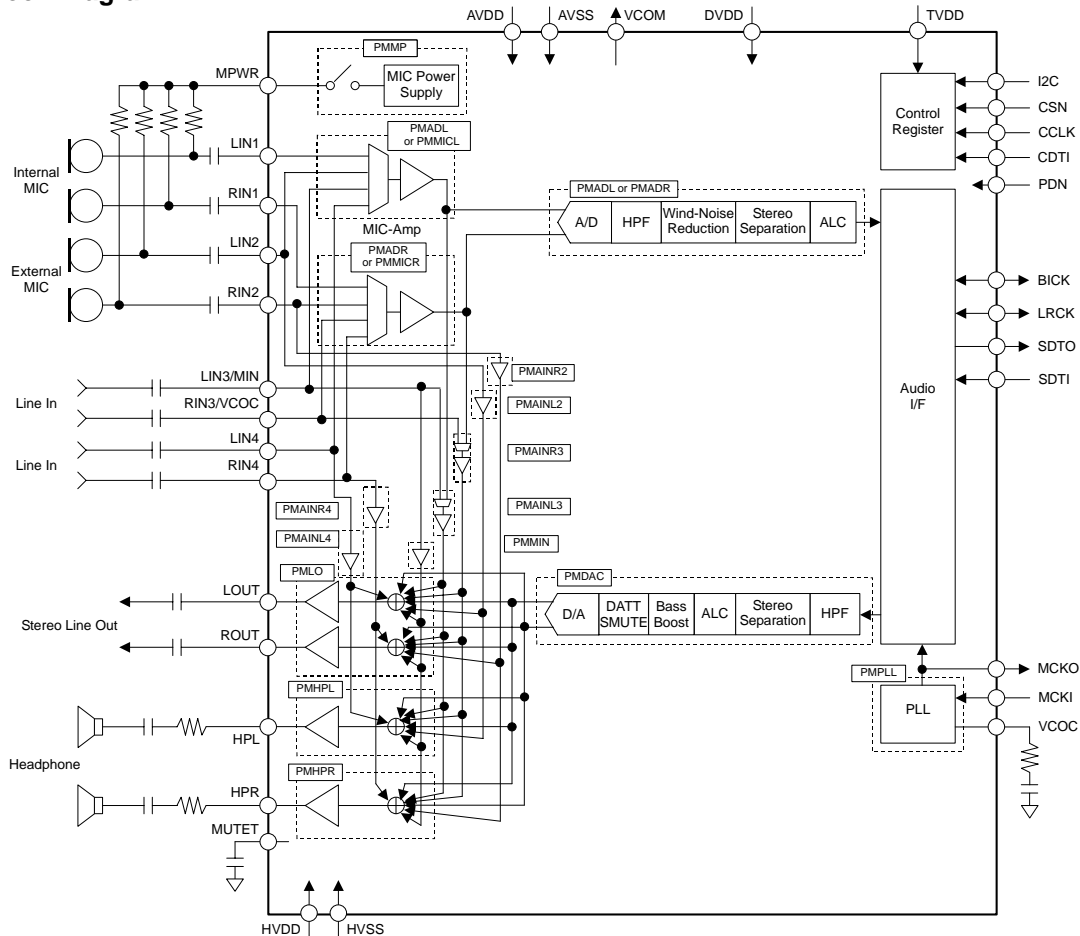 AVDD
AVSS
VCOM
DVDD
TVDD
PMMP
MPWR
MIC Power
Supply
I2C
CSN
CCLK
CDTI
PDN
Control
Register
PMADL
or PMMICL
LIN1
Internal
MIC
RIN1
MIC-Amp
PMADL or PMADR
A/D
HPF
Wind-Noise
Reduction
Stereo
Separation
ALC
LIN2
External
MIC
PMADR
or PMMICR
RIN2
BICK
LRCK
SDTO
SDTI
Audio
I/F
PMAINR2
LIN3/MIN
Line In
RIN3/VCOC
PMAINL2
LIN4
Line In
RIN4
PMAINR3
PMAINR4
PMAINL3
PMAINL4
PMMIN
PMLO
LOUT
Stereo Line Out
ROUT
PMDAC
D/A
DATT
SMUTE
Bass
Boost
ALC
Stereo
Separation
HPF
PMPLL
PLL
MCKO
MCKI
VCOC
PMHPL
HPL
Headphone
PMHPR
HPR
MUTET
HVDD
HVSS